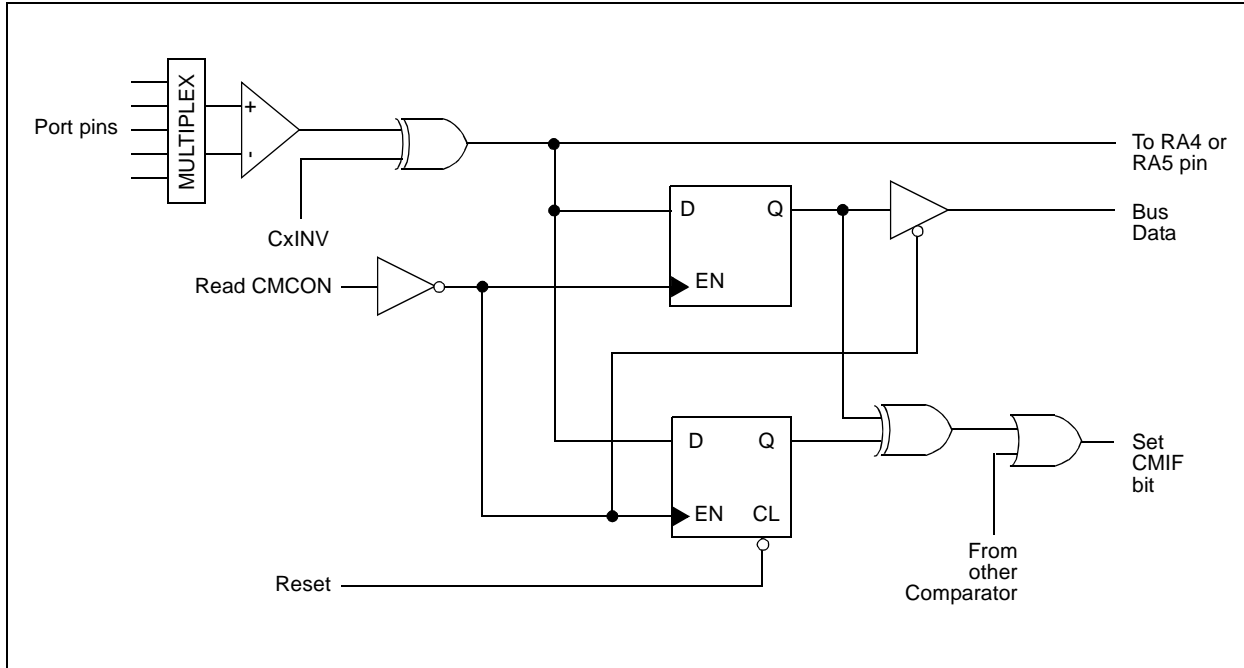 MULTIPLEX
+
-
Port pins
CxINV
To RA4 or
RA5 pin
D
Q
EN
Bus
Data
Read CMCON
D
Q
EN
CL
Set
CMIF
bit
From
other
Comparator
Reset